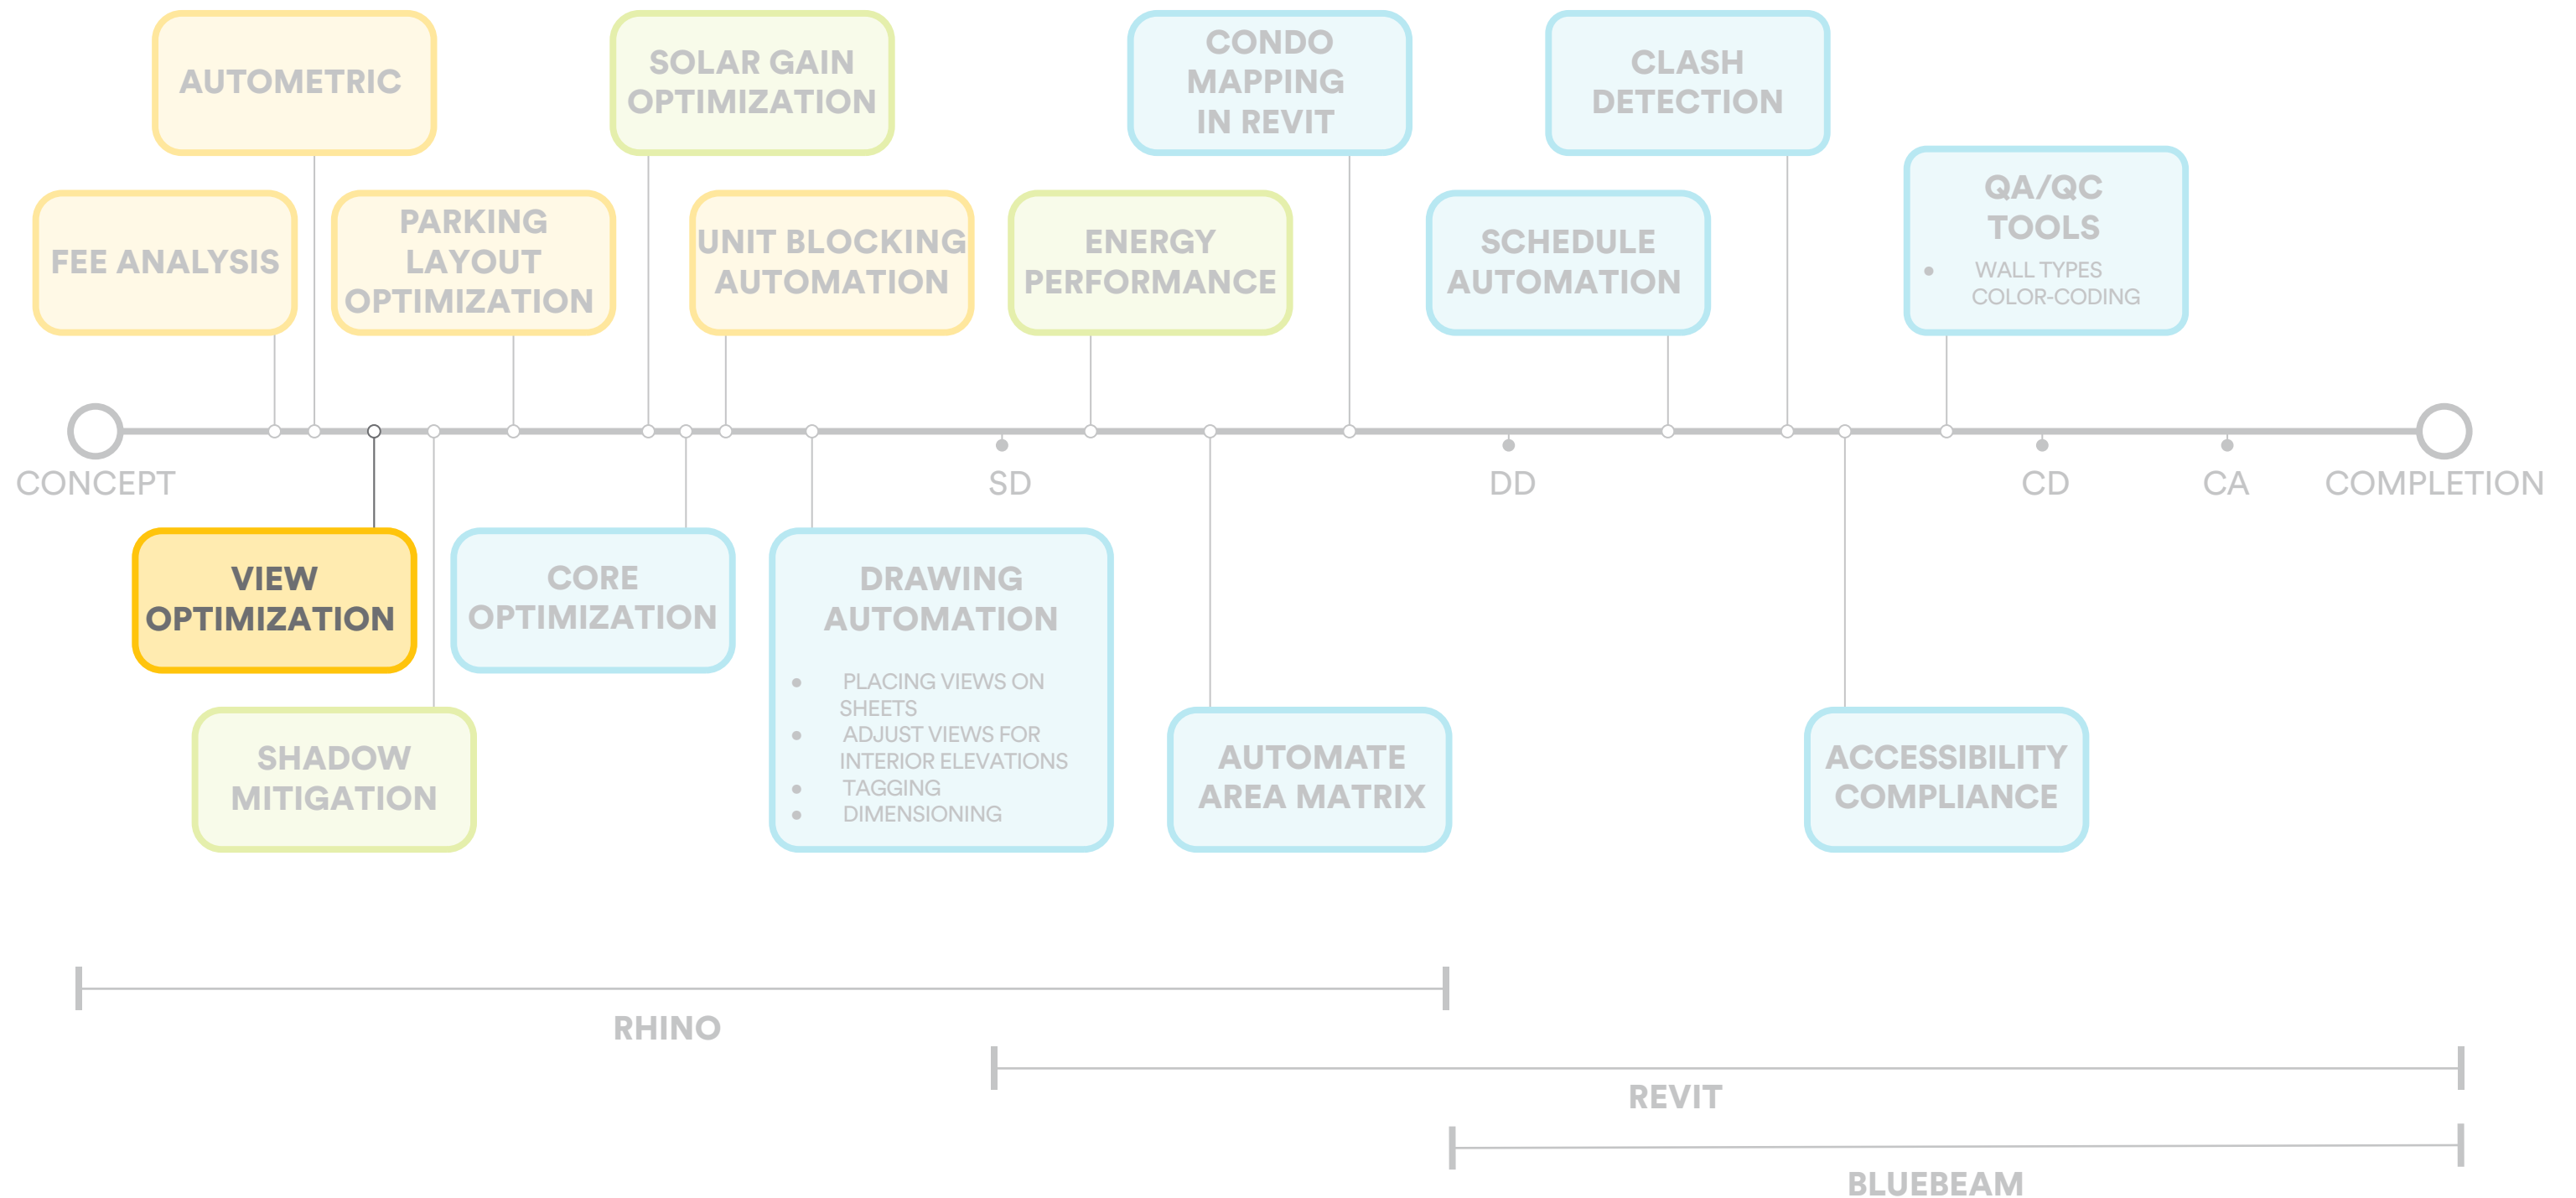 AUTOMETRIC
SOLAR GAIN
OPTIMIZATION
CONDO
MAPPING
IN REVIT
CLASH
DETECTION
FEE ANALYSIS
PARKING
LAYOUT
OPTIMIZATION
UNIT BLOCKING
AUTOMATION
ENERGY
PERFORMANCE
SCHEDULE
AUTOMATION
QA/QC
TOOLS
• WALL TYPES
COLOR-CODING
CONCEPT
SD
DD
CD
CA
COMPLETION
VIEW
OPTIMIZATION
CORE
OPTIMIZATION
DRAWING
AUTOMATION
• PLACING VIEWS ON
SHEETS
• ADJUST VIEWS FOR
INTERIOR ELEVATIONS
• TAGGING
• DIMENSIONING
SHADOW
MITIGATION
AUTOMATE
AREA MATRIX
ACCESSIBILITY
COMPLIANCE
RHINO
REVIT
BLUEBEAM